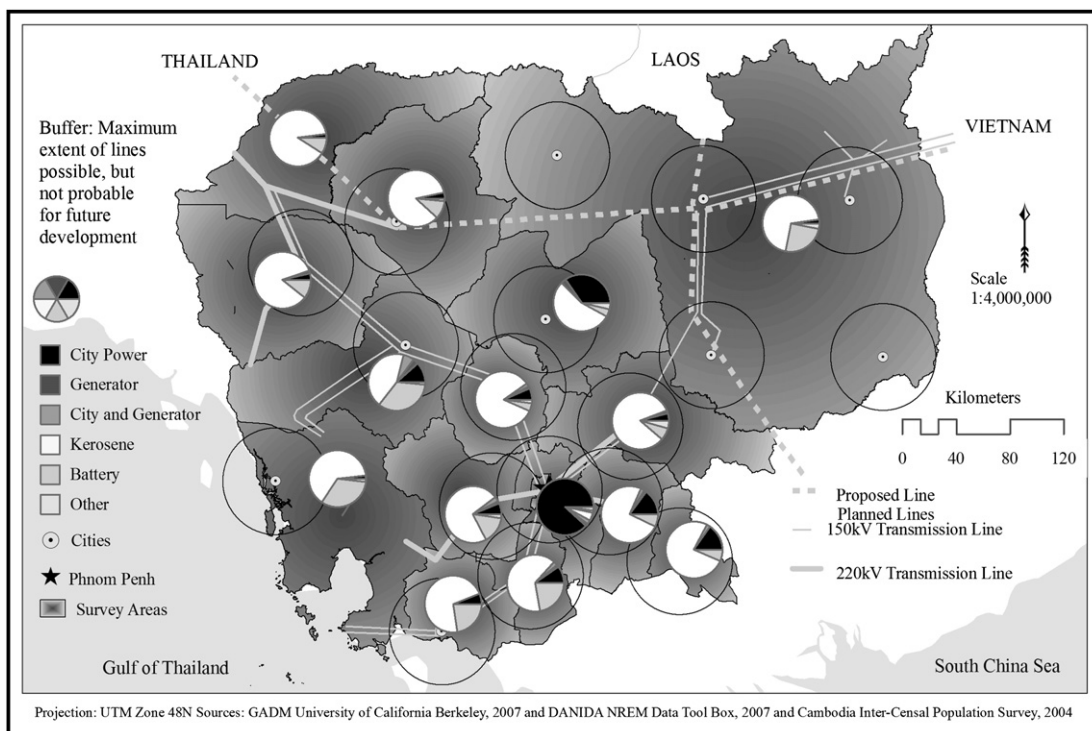 THAILAND
LAOS
VIETNAM
Buffer: Maximum
extent of lines
possible, but
not probable
for future
development
Scale
1:4,000,000
City Power
Generator
City and Generator
Kerosene
Battery
Other
Cities
Phnom Penh
Survey Areas
Kilometers
0 40 80 120
Proposed Line
Planned Lines
150kV Transmission Line
220kV Transmission Line
Gulf of Thailand
South China Sea
Projection: UTM Zone 48N Sources: GADM University of California Berkeley, 2007 and DANIDA NREM Data Tool Box, 2007 and Cambodia Inter-Censal Population Survey, 2004